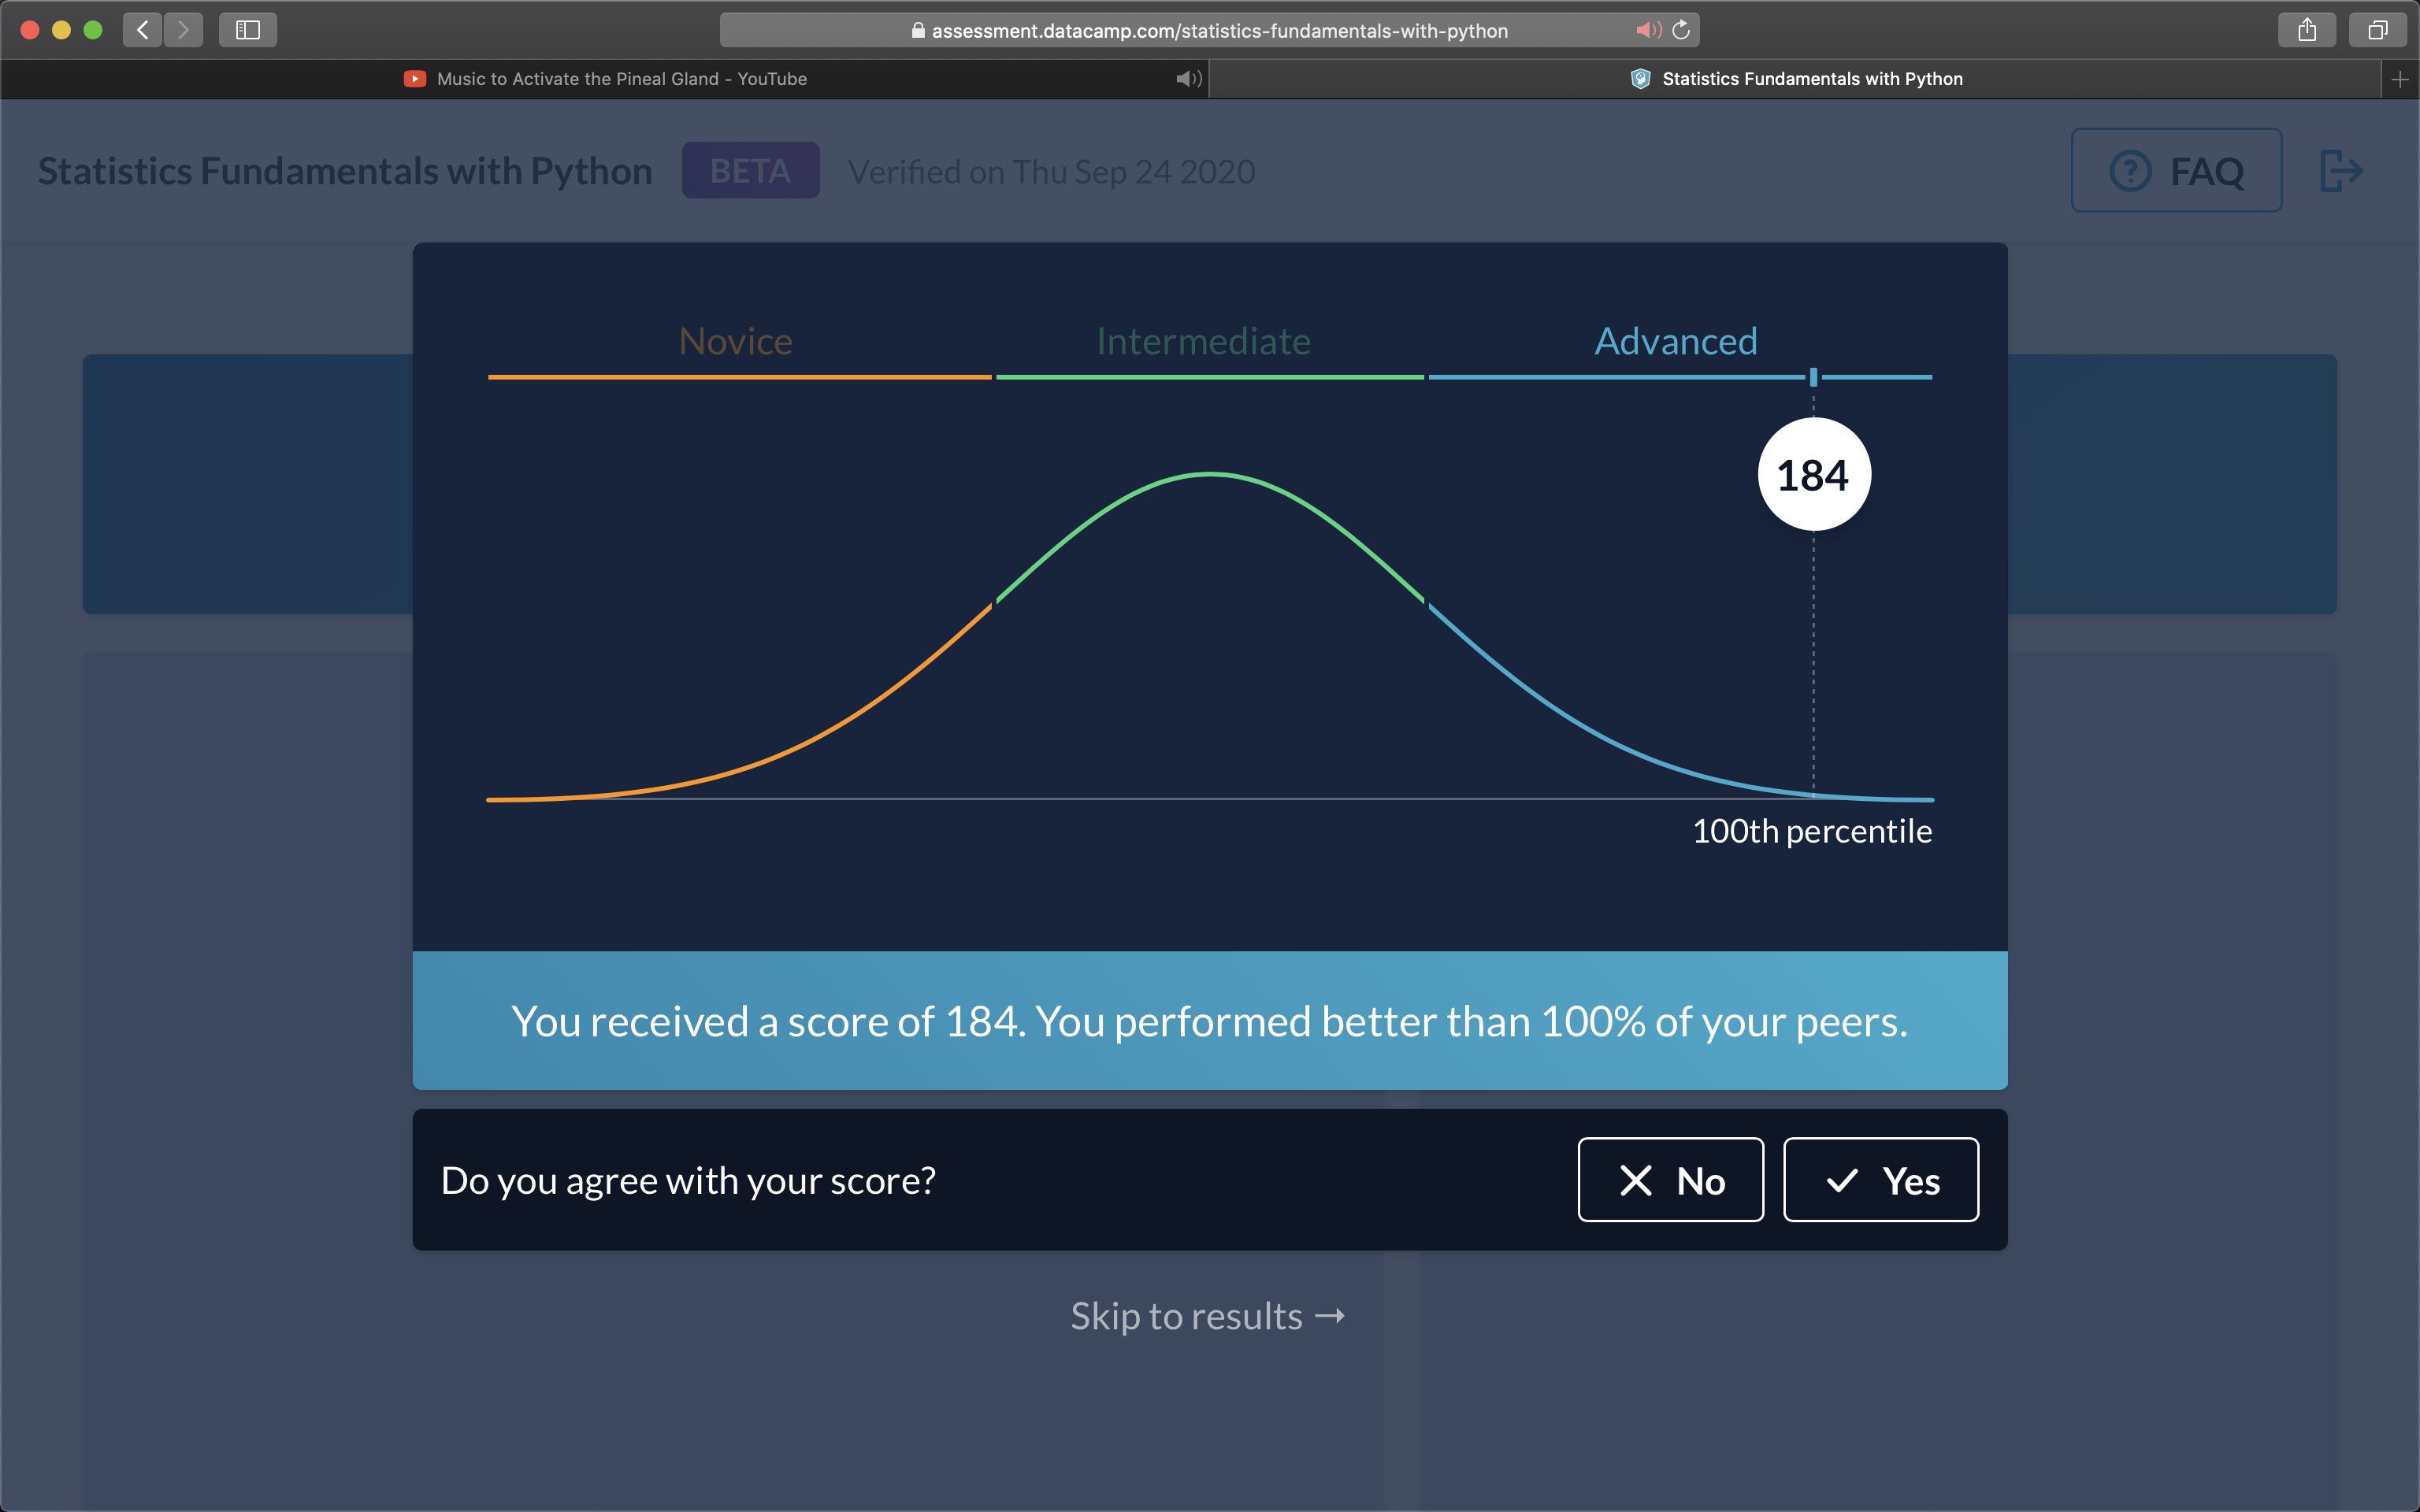 assessment.datacamp.com/statistics-fundamentals-with-python
Music to Activate the Pineal Gland - YouTube
Statistics Fundamentals with Python
Statistics Fundamentals with Python BETA Verified on Thu Sep 24 2020 ? FAQ
Novice Intermediate Advanced
184
100th percentile
You received a score of 184. You performed better than 100% of your peers.
Do you agree with your score? No Yes
Skip to results →